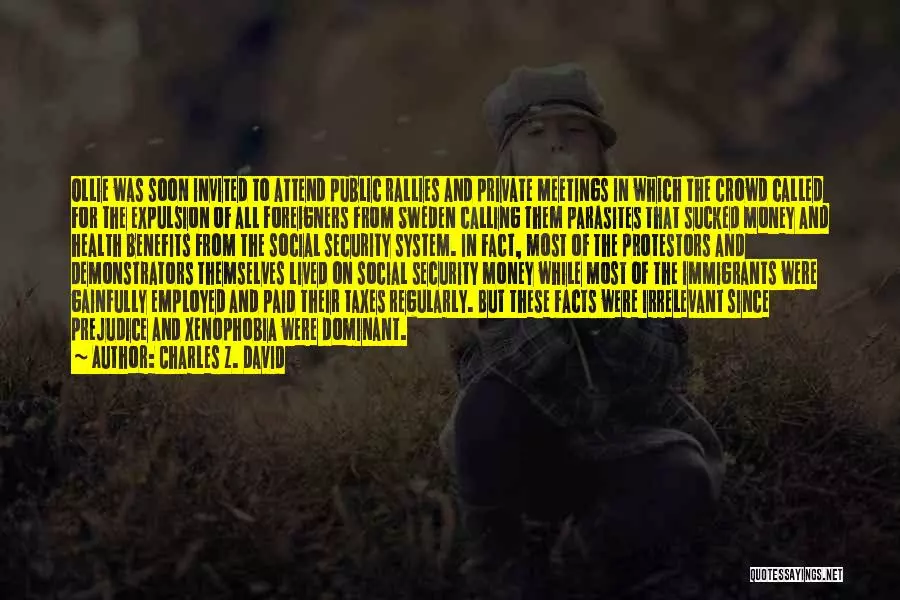 OLLIE WAS SOON INVITED TO ATTEND PUBLIC RALLIES AND PRIVATE MEETINGS IN WHICH THE CROWD CALLED
FOR THE EXPULSION OF ALL FOREIGNERS FROM SWEDEN CALLING THEM PARASITES THAT SUCKED MONEY AND
HEALTH BENEFITS FROM THE SOCIAL SECURITY SYSTEM. IN FACT, MOST OF THE PROTESTORS AND
DEMONSTRATORS THEMSELVES LIVED ON SOCIAL SECURITY MONEY WHILE MOST OF THE IMMIGRANTS WERE
GAINFULLY EMPLOYED AND PAID THEIR TAXES REGULARLY. BUT THESE FACTS WERE IRRELEVANT SINCE
PREJUDICE AND XENOPHOBIA WERE DOMINANT.
~ AUTHOR: CHARLES Z. DAVID
QUOTESSAYINGS.NET